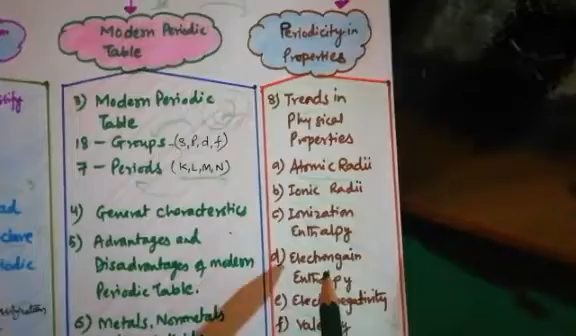 Modern Periodic
Table
3) Modern Periodic
Table
18 - Groups - (s, p, d, f)
7 - Periods (K, L, M, N)
4) General characteristics
5) Advantages and
Disadvantages of modern
Periodic Table.
6) Metals, Nonmetals
Periodicity in
Properties
8) Trends in
Physical
Properties
a) Atomic Radii
b) Ionic Radii
c) Ionization
Enthalpy
d) Electrongain
Enthalpy
e)
f)